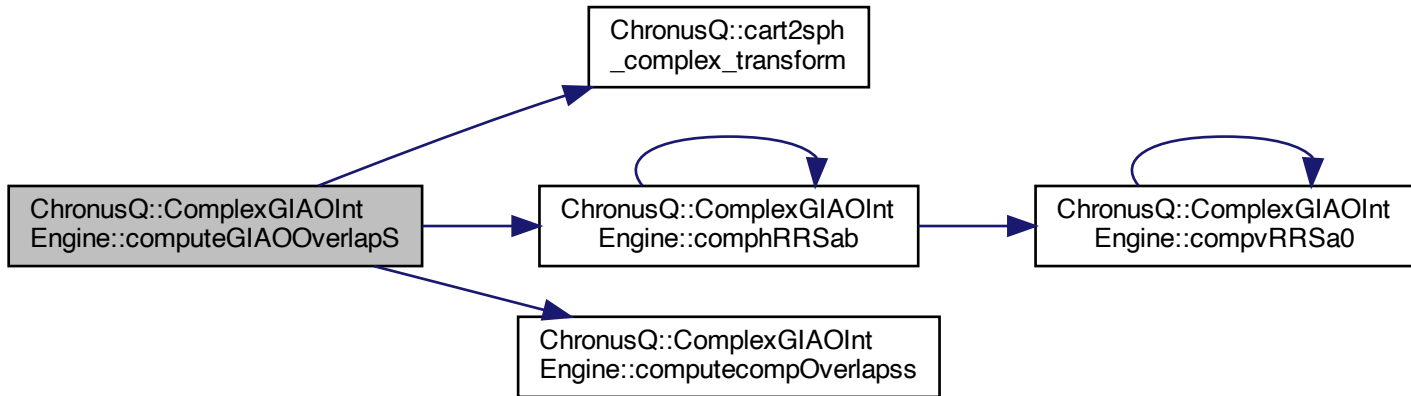 ChronusQ::cart2sph
_complex_transform
ChronusQ::ComplexGIAOInt
Engine::computeGIAOOverlapS
ChronusQ::ComplexGIAOInt
Engine::comphRRSab
ChronusQ::ComplexGIAOInt
Engine::compvRRSa0
ChronusQ::ComplexGIAOInt
Engine::computecompOverlapss